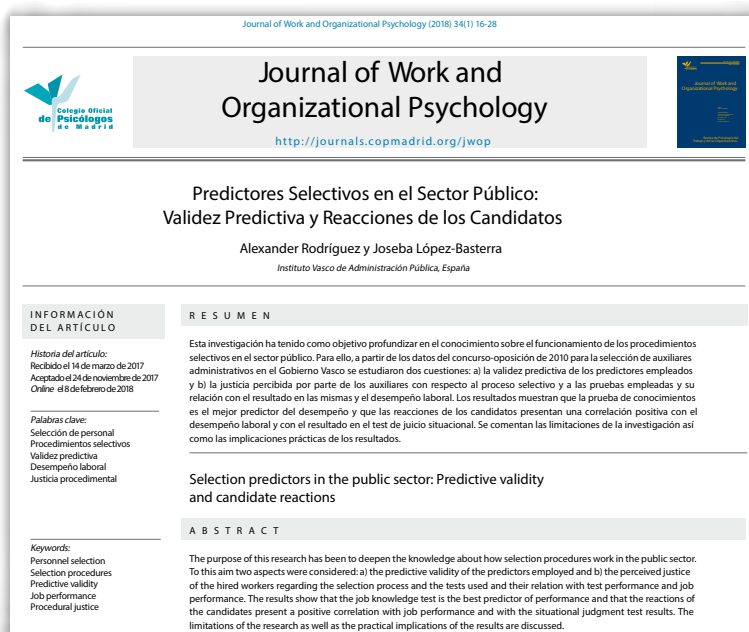 Journal of Work and Organizational Psychology (2018) 34(1) 16-28
Colegio Oficial
de Psicólogos
de Madrid
Journal of Work and
Organizational Psychology
http://journals.copmadrid.org/jwop
Journal of Work and
Organizational Psychology
Predictores Selectivos en el Sector Público:
Validez Predictiva y Reacciones de los Candidatos
Alexander Rodríguez y Joseba López-Basterra
Instituto Vasco de Administración Pública, España
INFORMACIÓN
DEL ARTÍCULO
Historia del artículo:
Recibido el 14 de marzo de 2017
Aceptado el 24 de noviembre de 2017
Online el 8 de febrero de 2018
Palabras clave:
Selección de personal
Procedimientos selectivos
Validez predictiva
Desempeño laboral
Justicia procedimental
RESUMEN
Esta investigación ha tenido como objetivo profundizar en el conocimiento sobre el funcionamiento de los procedimientos
selectivos en el sector público. Para ello, a partir de los datos del concurso-oposición de 2010 para la selección de auxiliares
administrativos en el Gobierno Vasco se estudiaron dos cuestiones: a) la validez predictiva de los predictores empleados
y b) la justicia percibida por parte de los auxiliares con respecto al proceso selectivo y a las pruebas empleadas y su
relación con el resultado en las mismas y el desempeño laboral. Los resultados muestran que la prueba de conocimientos
es el mejor predictor del desempeño y que las reacciones de los candidatos presentan una correlación positiva con el
desempeño laboral y con el resultado en el test de juicio situacional. Se comentan las limitaciones de la investigación así
como las implicaciones prácticas de los resultados.
Selection predictors in the public sector: Predictive validity
and candidate reactions
Keywords:
Personnel selection
Selection procedures
Predictive validity
Job performance
Procedural justice
ABSTRACT
The purpose of this research has been to deepen the knowledge about how selection procedures work in the public sector.
To this aim two aspects were considered: a) the predictive validity of the predictors employed and b) the perceived justice
of the hired workers regarding the selection process and the tests used and their relation with test performance and job
performance. The results show that the job knowledge test is the best predictor of performance and that the reactions of
the candidates present a positive correlation with job performance and with the situational judgment test results. The
limitations of the research as well as the practical implications of the results are discussed.